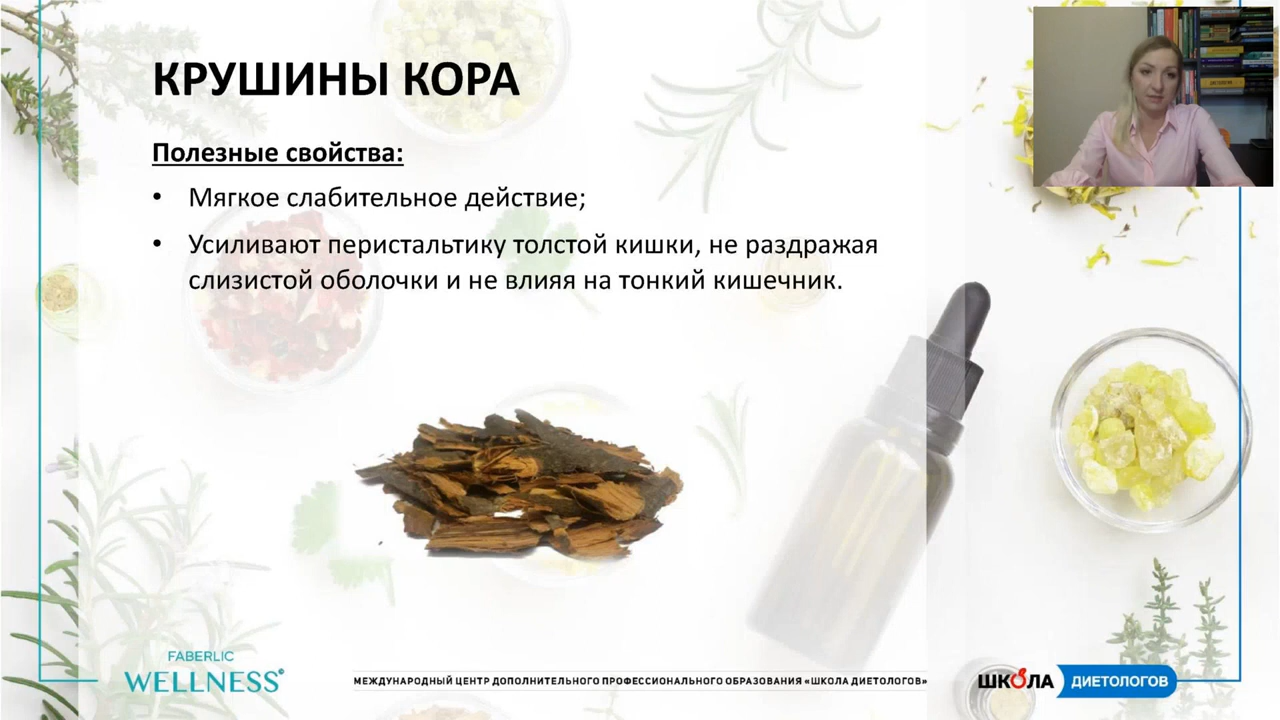 КРУШИНЫ КОРА
Полезные свойства:
• Мягкое слабительное действие;
• Усиливают перистальтику толстой кишки, не раздражая
слизистой оболочки и не влияя на тонкий кишечник.
FABERLIC
WELLNESS©
МЕЖДУНАРОДНЫЙ ЦЕНТР ДОПОЛНИТЕЛЬНОГО ПРОФЕССИОНАЛЬНОГО ОБРАЗОВАНИЯ «ШКОЛА ДИЕТОЛОГОВ»
ШКОЛА ДИЕТОЛОГОВ